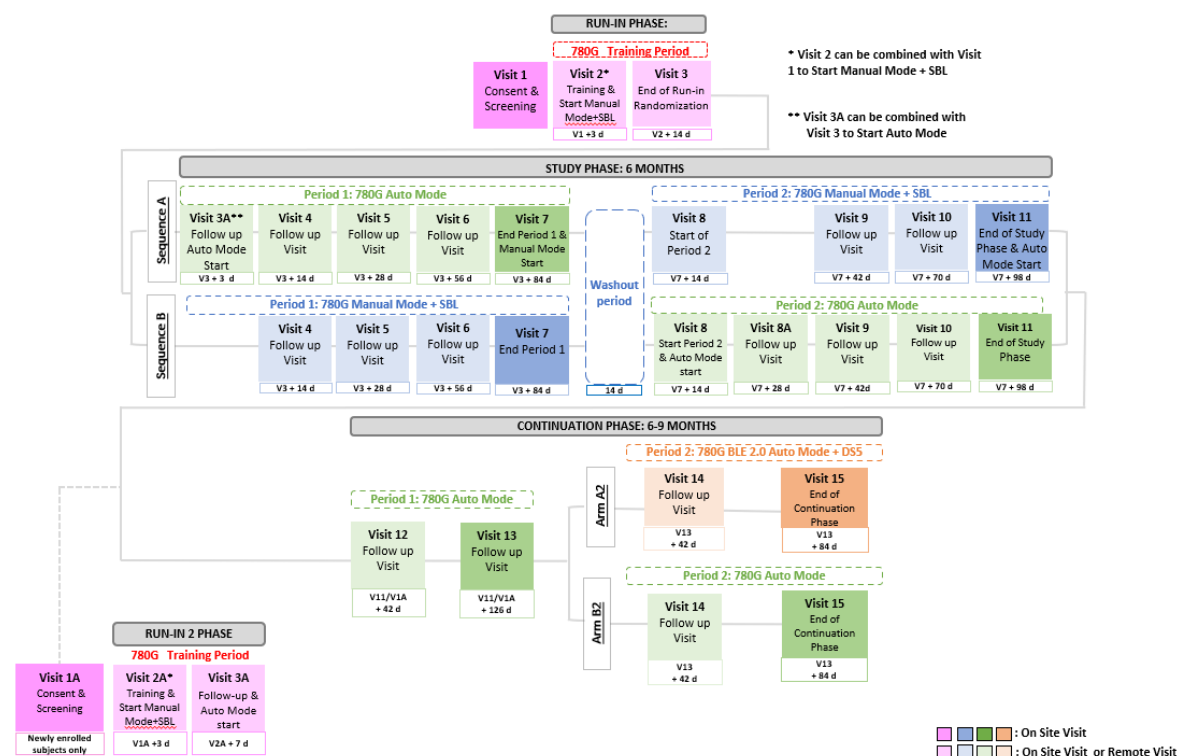 RUN-IN PHASE:
780G Training Period
Visit 1
Consent &
Screening
Visit 2*
Training &
Start Manual
Mode+SBL
V1 +3 d
Visit 3
End of Run-in
Randomization
V2 + 14 d
* Visit 2 can be combined with Visit
1 to Start Manual Mode + SBL
** Visit 3A can be combined with
Visit 3 to Start Auto Mode
STUDY PHASE: 6 MONTHS
Sequence A
Period 1: 780G Auto Mode
Visit 3A**
Follow up
Auto Mode
Start
V3 + 3 d
Visit 4
Follow up
Visit
V3 + 14 d
Visit 5
Follow up
Visit
V3 + 28 d
Visit 6
Follow up
Visit
V3 + 56 d
Visit 7
End Period 1 &
Manual Mode
Start
V3 + 84 d
Washout
period
14 d
Period 2: 780G Manual Mode + SBL
Visit 8
Start of
Period 2
V7 + 14 d
Visit 9
Follow up
Visit
V7 + 42 d
Visit 10
Follow up
Visit
V7 + 70 d
Visit 11
End of Study
Phase & Auto
Mode Start
V7 + 98 d
Sequence B
Period 1: 780G Manual Mode + SBL
Visit 4
Follow up
Visit
V3 + 14 d
Visit 5
Follow up
Visit
V3 + 28 d
Visit 6
Follow up
Visit
V3 + 56 d
Visit 7
End Period 1
V3 + 84 d
Period 2: 780G Auto Mode
Visit 8
Start Period 2
& Auto Mode
start
V7 + 14 d
Visit 8A
Follow up
Visit
V7 + 28 d
Visit 9
Follow up
Visit
V7 + 42d
Visit 10
Follow up
Visit
V7 + 70 d
Visit 11
End of Study
Phase
V7 + 98 d
CONTINUATION PHASE: 6-9 MONTHS
Period 1: 780G Auto Mode
Visit 12
Follow up
Visit
V11/V1A
+ 42 d
Visit 13
Follow up
Visit
V11/V1A
+ 126 d
Arm A2
Period 2: 780G BLE 2.0 Auto Mode + DS5
Visit 14
Follow up
Visit
V13
+ 42 d
Visit 15
End of
Continuation
Phase
V13
+ 84 d
Arm B2
Period 2: 780G Auto Mode
Visit 14
Follow up
Visit
V13
+ 42 d
Visit 15
End of
Continuation
Phase
V13
+ 84 d
RUN-IN 2 PHASE
780G Training Period
Visit 1A
Consent &
Screening
Newly enrolled
subjects only
Visit 2A*
Training &
Start Manual
Mode+SBL
V1A +3 d
Visit 3A
Follow-up &
Auto Mode
start
V2A + 7 d
: On Site Visit
: On Site Visit or Remote Visit